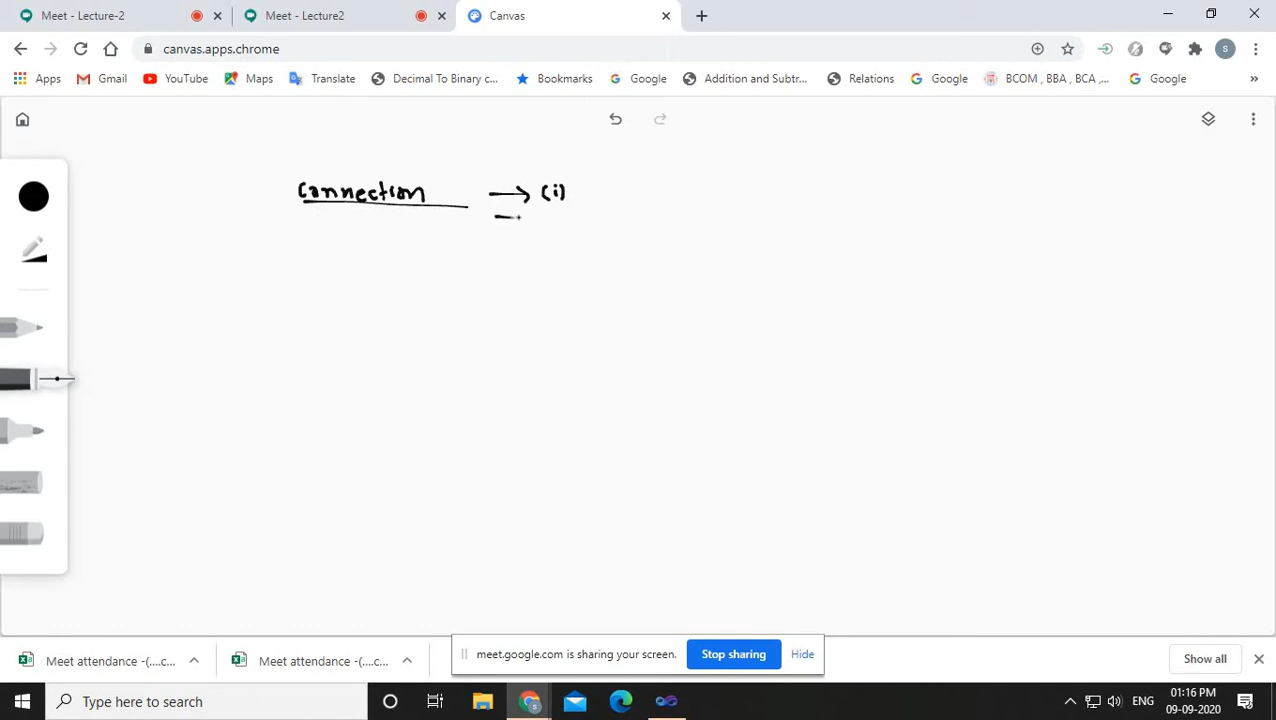 Meet - Lecture-2
Meet - Lecture2
Canvas
canvas.apps.chrome
Apps
Gmail
YouTube
Maps
Translate
Decimal To Binary c...
Bookmarks
Google
Addition and Subtr...
Relations
Google
BCOM , BBA , BCA ,...
Google
»
S
Connection → (i)
Meet attendance -(....c...
Meet attendance -(....c...
meet.google.com is sharing your screen.
Stop sharing
Hide
Show all
Type here to search
ENG
01:16 PM
09-09-2020